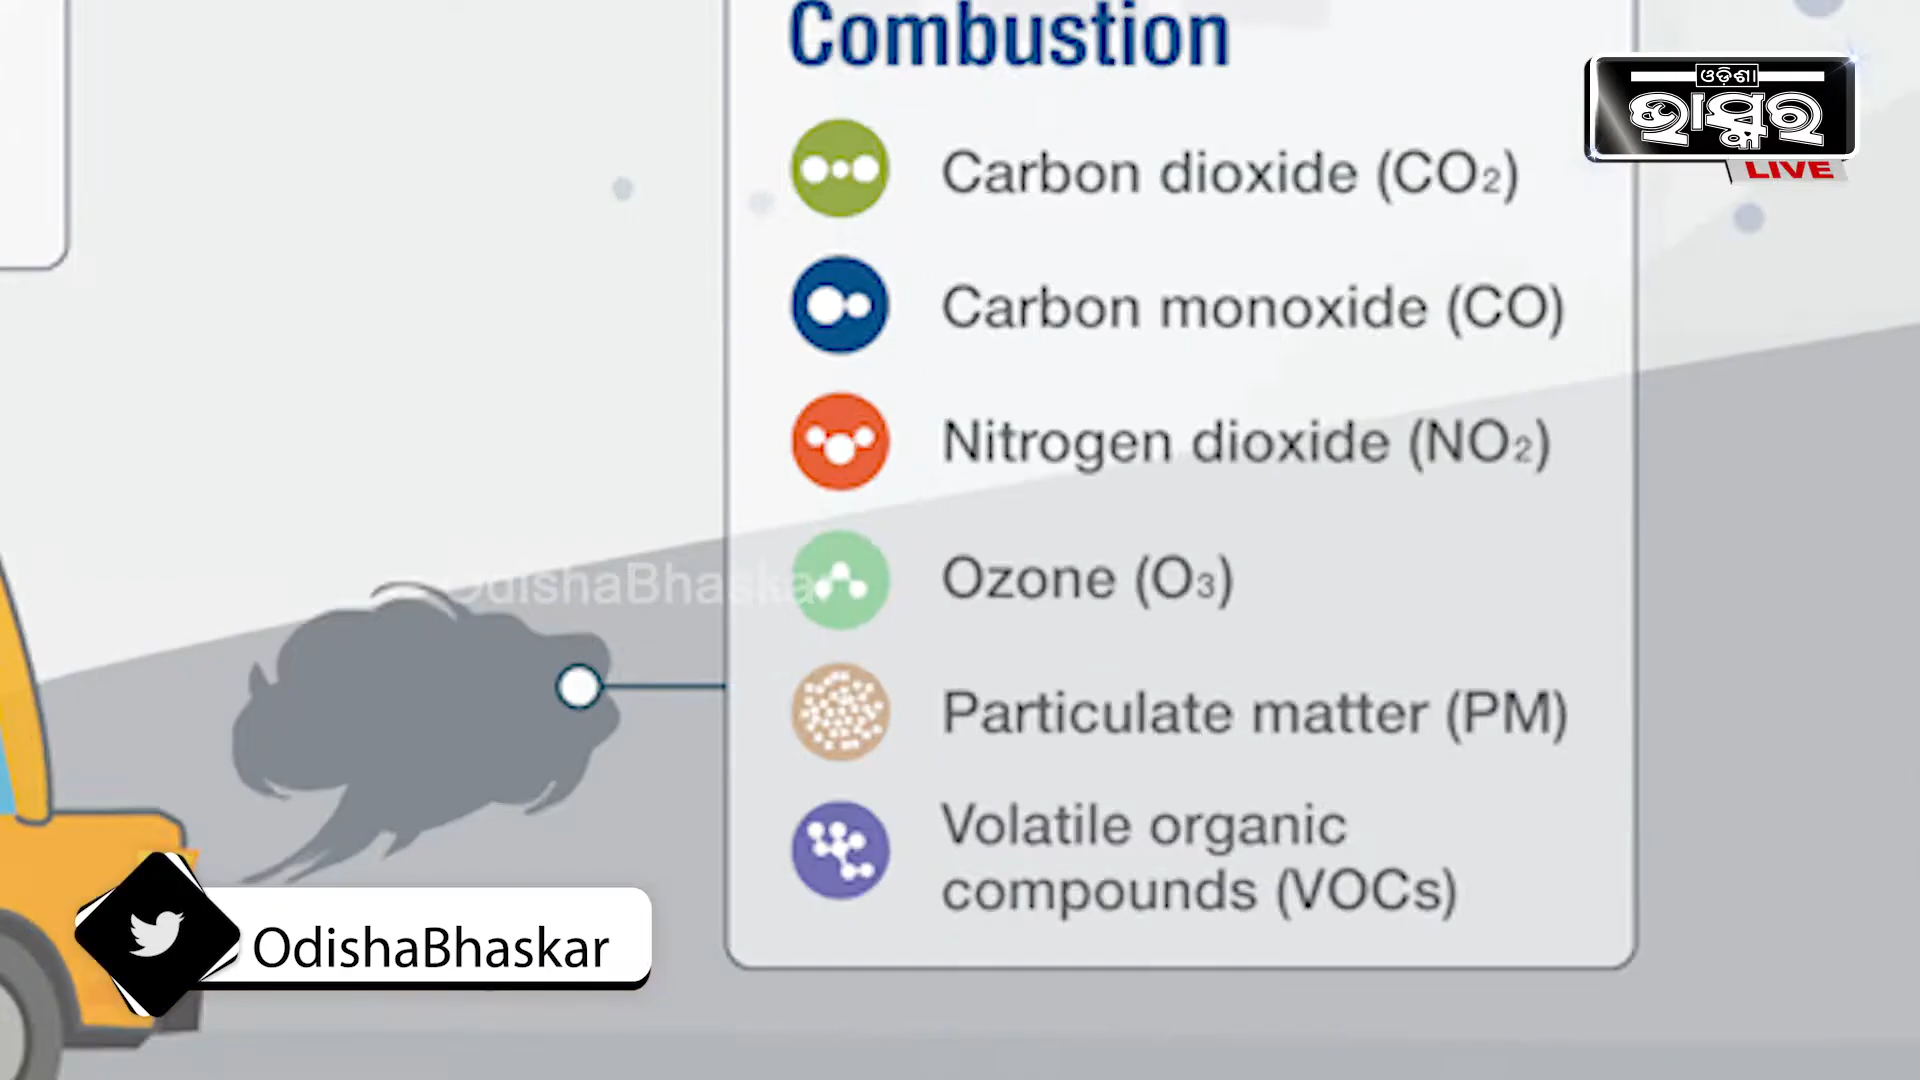 Combustion
ଓଡ଼ିଶା
ଭାସ୍କର
LIVE
Carbon dioxide (CO₂)
Carbon monoxide (CO)
Nitrogen dioxide (NO₂)
Ozone (O₃)
OdishaBhaskar
Particulate matter (PM)
Volatile organic
compounds (VOCs)
OdishaBhaskar